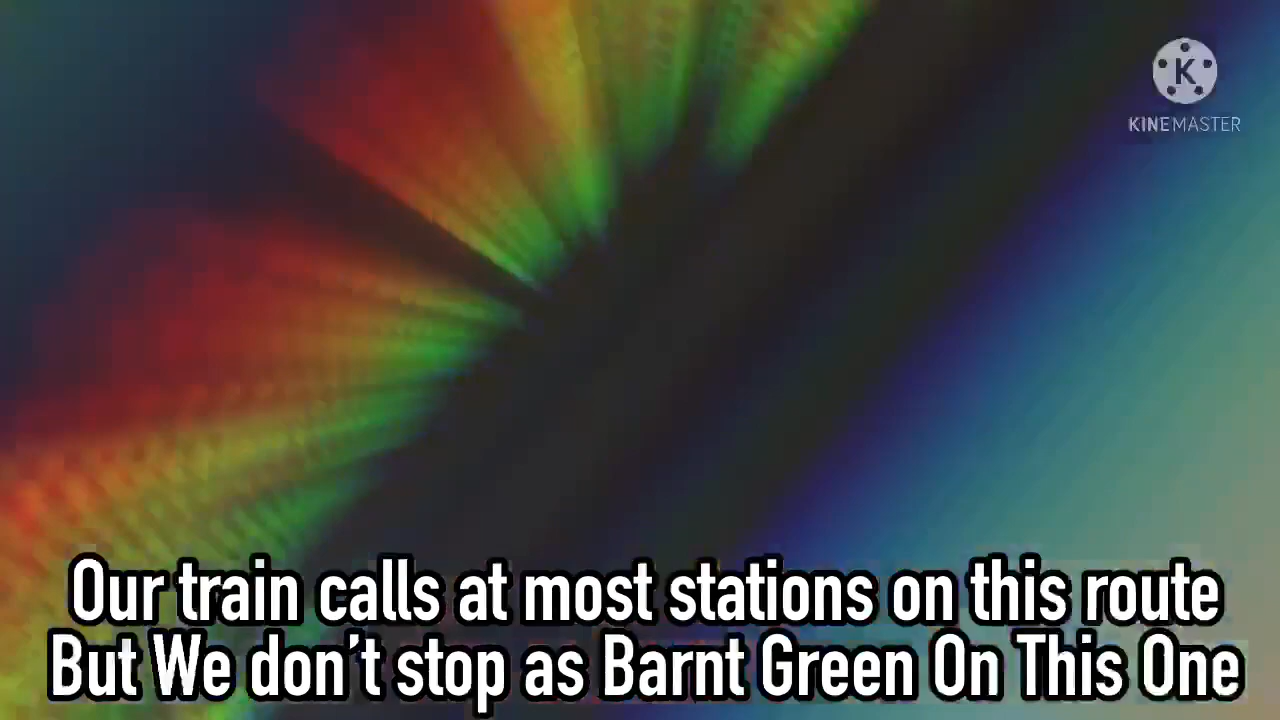 K
KINEMASTER
Our train calls at most stations on this route
But We don't stop as Barnt Green On This One